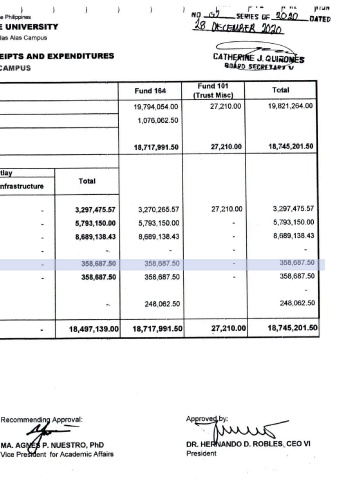 e Philippines
E UNIVERSITY
las Alas Campus
NO SERIES OF 2020 DATED
28 DECEMBER 2020
CATHERINE J. QUIRONES
BOARD SECRETARY V
EIPTS AND EXPENDITURES
CAMPUS
Fund 164 Fund 101 (Trust Misc) Total
19,794,054.00 27,210.00 19,821,264.00
1,076,062.50
18,717,991.50 27,210.00 18,745,201.50
tlay
nfrastructure Total
- 3,297,475.57 3,270,265.57 27,210.00 3,297,475.57
- 5,793,150.00 5,793,150.00 - 5,793,150.00
- 8,689,138.43 8,689,138.43 - 8,689,138.43
- - - - -
- 358,687.50 358,687.50 - 358,687.50
- 358,687.50 358,687.50 - 358,687.50
-
- - 248,062.50 248,062.50
- 18,497,139.00 18,717,991.50 27,210.00 18,745,201.50
Recommending Approval: Approved by:
MA. AGNES P. NUESTRO, PhD DR. HERNANDO D. ROBLES, CEO VI
Vice President for Academic Affairs President